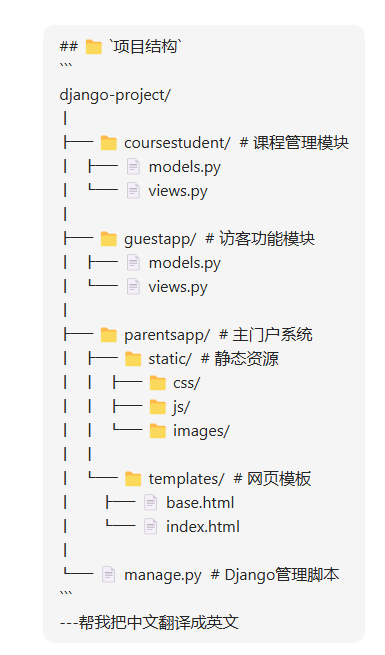 ## 📁 `项目结构`
```
django-project/
│
├── 📁 coursestudent/  # 课程管理模块
│   ├── 📄 models.py
│   └── 📄 views.py
│
├── 📁 guestapp/  # 访客功能模块
│   ├── 📄 models.py
│   └── 📄 views.py
│
├── 📁 parentsapp/  # 主门户系统
│   ├── 📁 static/  # 静态资源
│   │   ├── 📁 css/
│   │   ├── 📁 js/
│   │   └── 📁 images/
│   │
│   └── 📁 templates/  # 网页模板
│       ├── 📄 base.html
│       └── 📄 index.html
│
└── 📄 manage.py  # Django管理脚本
```
---帮我把中文翻译成英文